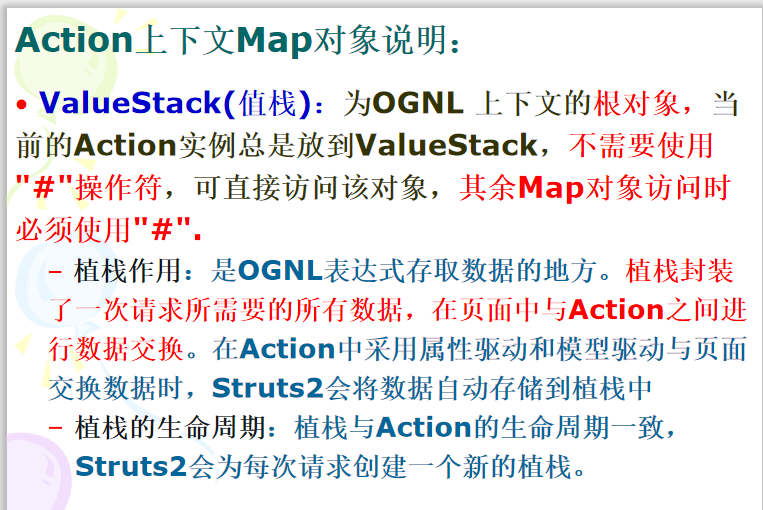 Action上下文Map对象说明：
• ValueStack(值栈)：为OGNL 上下文的根对象，当
前的Action实例总是放到ValueStack，不需要使用
"#"操作符，可直接访问该对象，其余Map对象访问时
必须使用"#".
– 植栈作用：是OGNL表达式存取数据的地方。植栈封装
了一次请求所需要的所有数据，在页面中与Action之间进
行数据交换。在Action中采用属性驱动和模型驱动与页面
交换数据时，Struts2会将数据自动存储到植栈中
– 植栈的生命周期：植栈与Action的生命周期一致，
Struts2会为每次请求创建一个新的植栈。